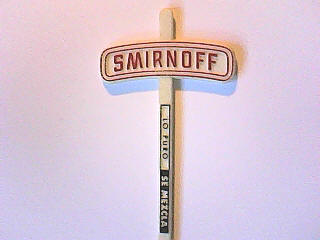 SMIRNOFF
LO PURO
SE MEZCLA